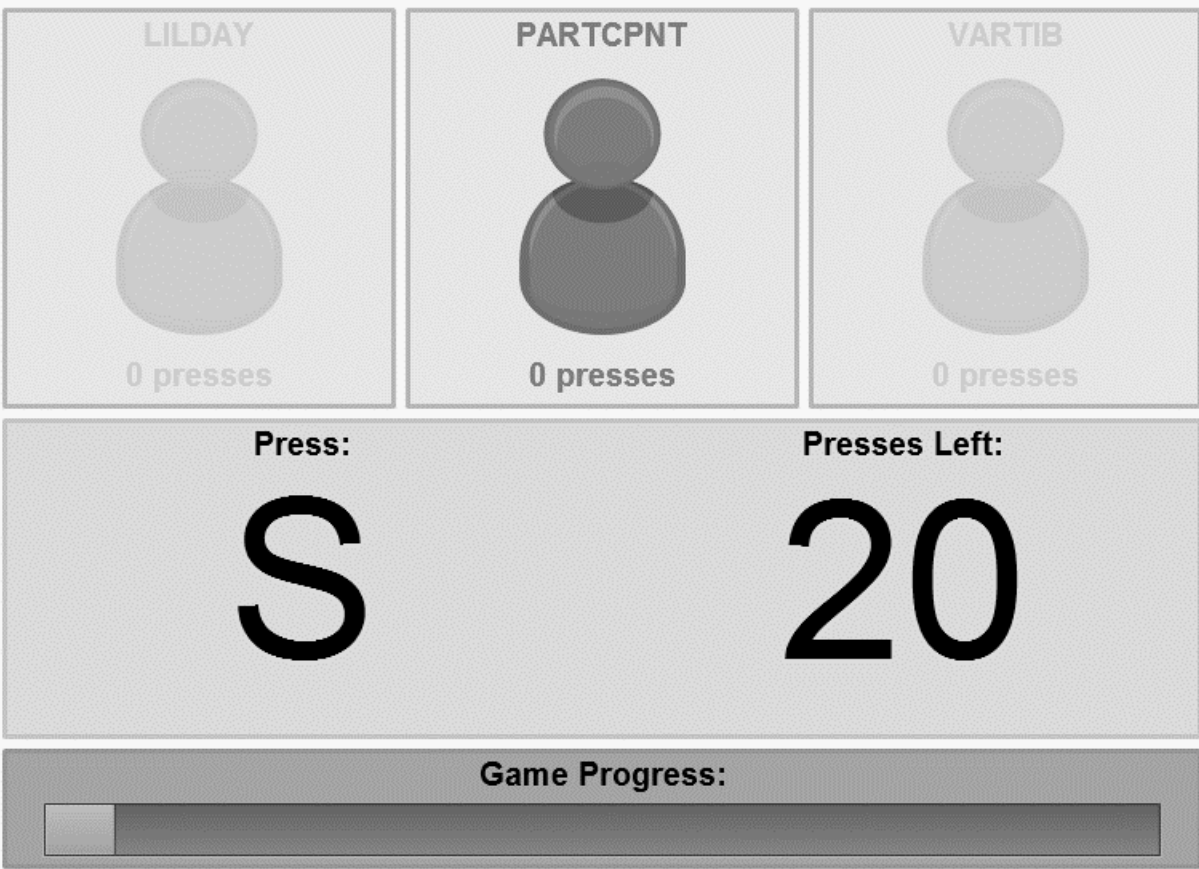 LILDAY
PARTCPNT
VARTIB
0 presses
0 presses
0 presses
Press:
S
Presses Left:
20
Game Progress: